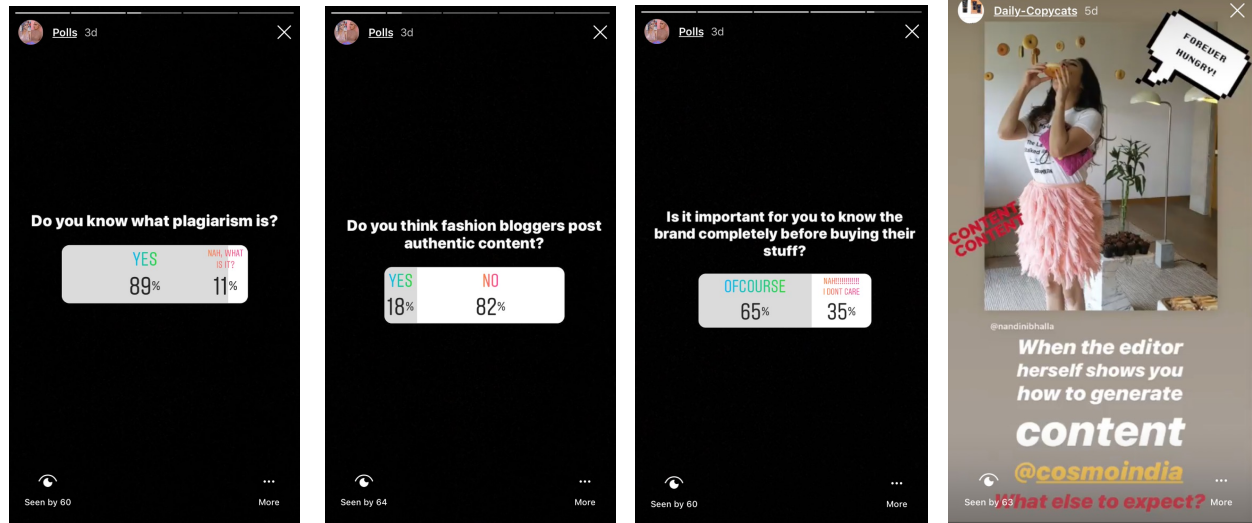 Polls 3d
Do you know what plagiarism is?
YES
89%
NAH, WHAT
IS IT?
11%
Seen by 60
More
Polls 3d
Do you think fashion bloggers post
authentic content?
YES
18%
NO
82%
Seen by 64
More
Polls 3d
Is it important for you to know the
brand completely before buying their
stuff?
OFCOURSE
65%
NAH!!!!!!!!!!!!!
I DONT CARE
35%
Seen by 60
More
Daily-Copycats 5d
FOREVER
HUNGRY!
CONTENT
CONTENT
@nandinibhalla
When the editor
herself shows you
how to generate
content
@cosmoindia
What else to expect?
Seen by 63
More